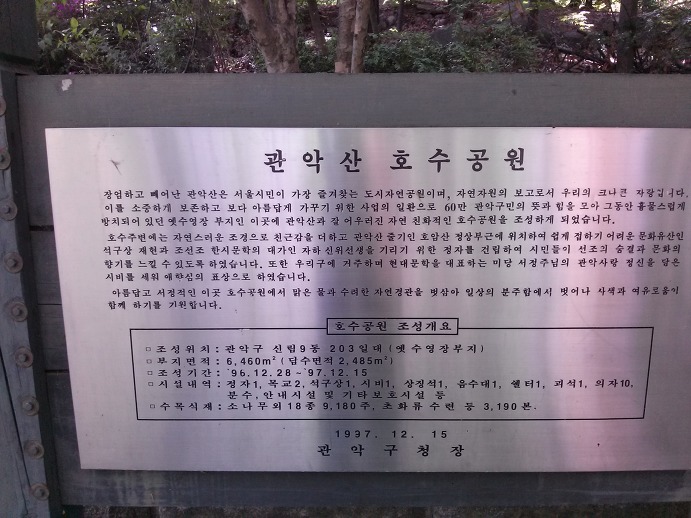 관악산 호수공원
장엄하고 빼어난 관악산은 서울시민이 가장 즐겨찾는 도시자연공원이며, 자연자원의 보고로서 우리의 크나큰 자랑입니다.
이를 소중하게 보존하고 보다 아름답게 가꾸기 위한 사업의 일환으로 60만 관악구민의 뜻과 힘을 모아 그동안 흉물스럽게
방치되어 있던 옛수영장 부지인 이곳에 관악산과 잘 어우러진 자연 친화적인 호수공원을 조성하게 되었습니다.
호수주변에는 자연스러운 조경으로 친근감을 더하고 관악산 줄기인 호암산 정상부근에 위치하여 쉽게 접하기 어려운 문화유산인
석구상 재현과 조선조 한시문학의 대가인 자하 신위선생을 기리기 위한 정자를 건립하여 시민들이 선조의 숨결과 문화의
향기를 느낄 수 있도록 하였습니다. 또한 우리구에 거주하며 현대문학을 대표하는 미당 서정주님의 관악사랑 정신을 담은
시비를 세워 애향심의 표상으로 하였습니다.
아름답고 서정적인 이곳 호수공원에서 맑은 물과 수려한 자연경관을 벗삼아 일상의 분주함에서 벗어나 사색과 여유로움이
함께 하기를 기원합니다.
호수공원 조성개요
□ 조성위치 : 관악구 신림9동 203일대 (옛수영장부지)
□ 부지면적 : 6,460m² (담수면적 2,485m²)
□ 조성기간 : '96.12.28 ~ '97.12.15
□ 시설내역 : 정자1, 목교2, 석구상1, 시비1, 상징석1, 음수대1, 쉘터1, 괴석1, 의자10,
분수, 안내시설 및 기타보호시설 등
□ 수목식재 : 소나무외 18종 9,180주, 초화류 수련 등 3,190본.
1997. 12. 15
관악구청장